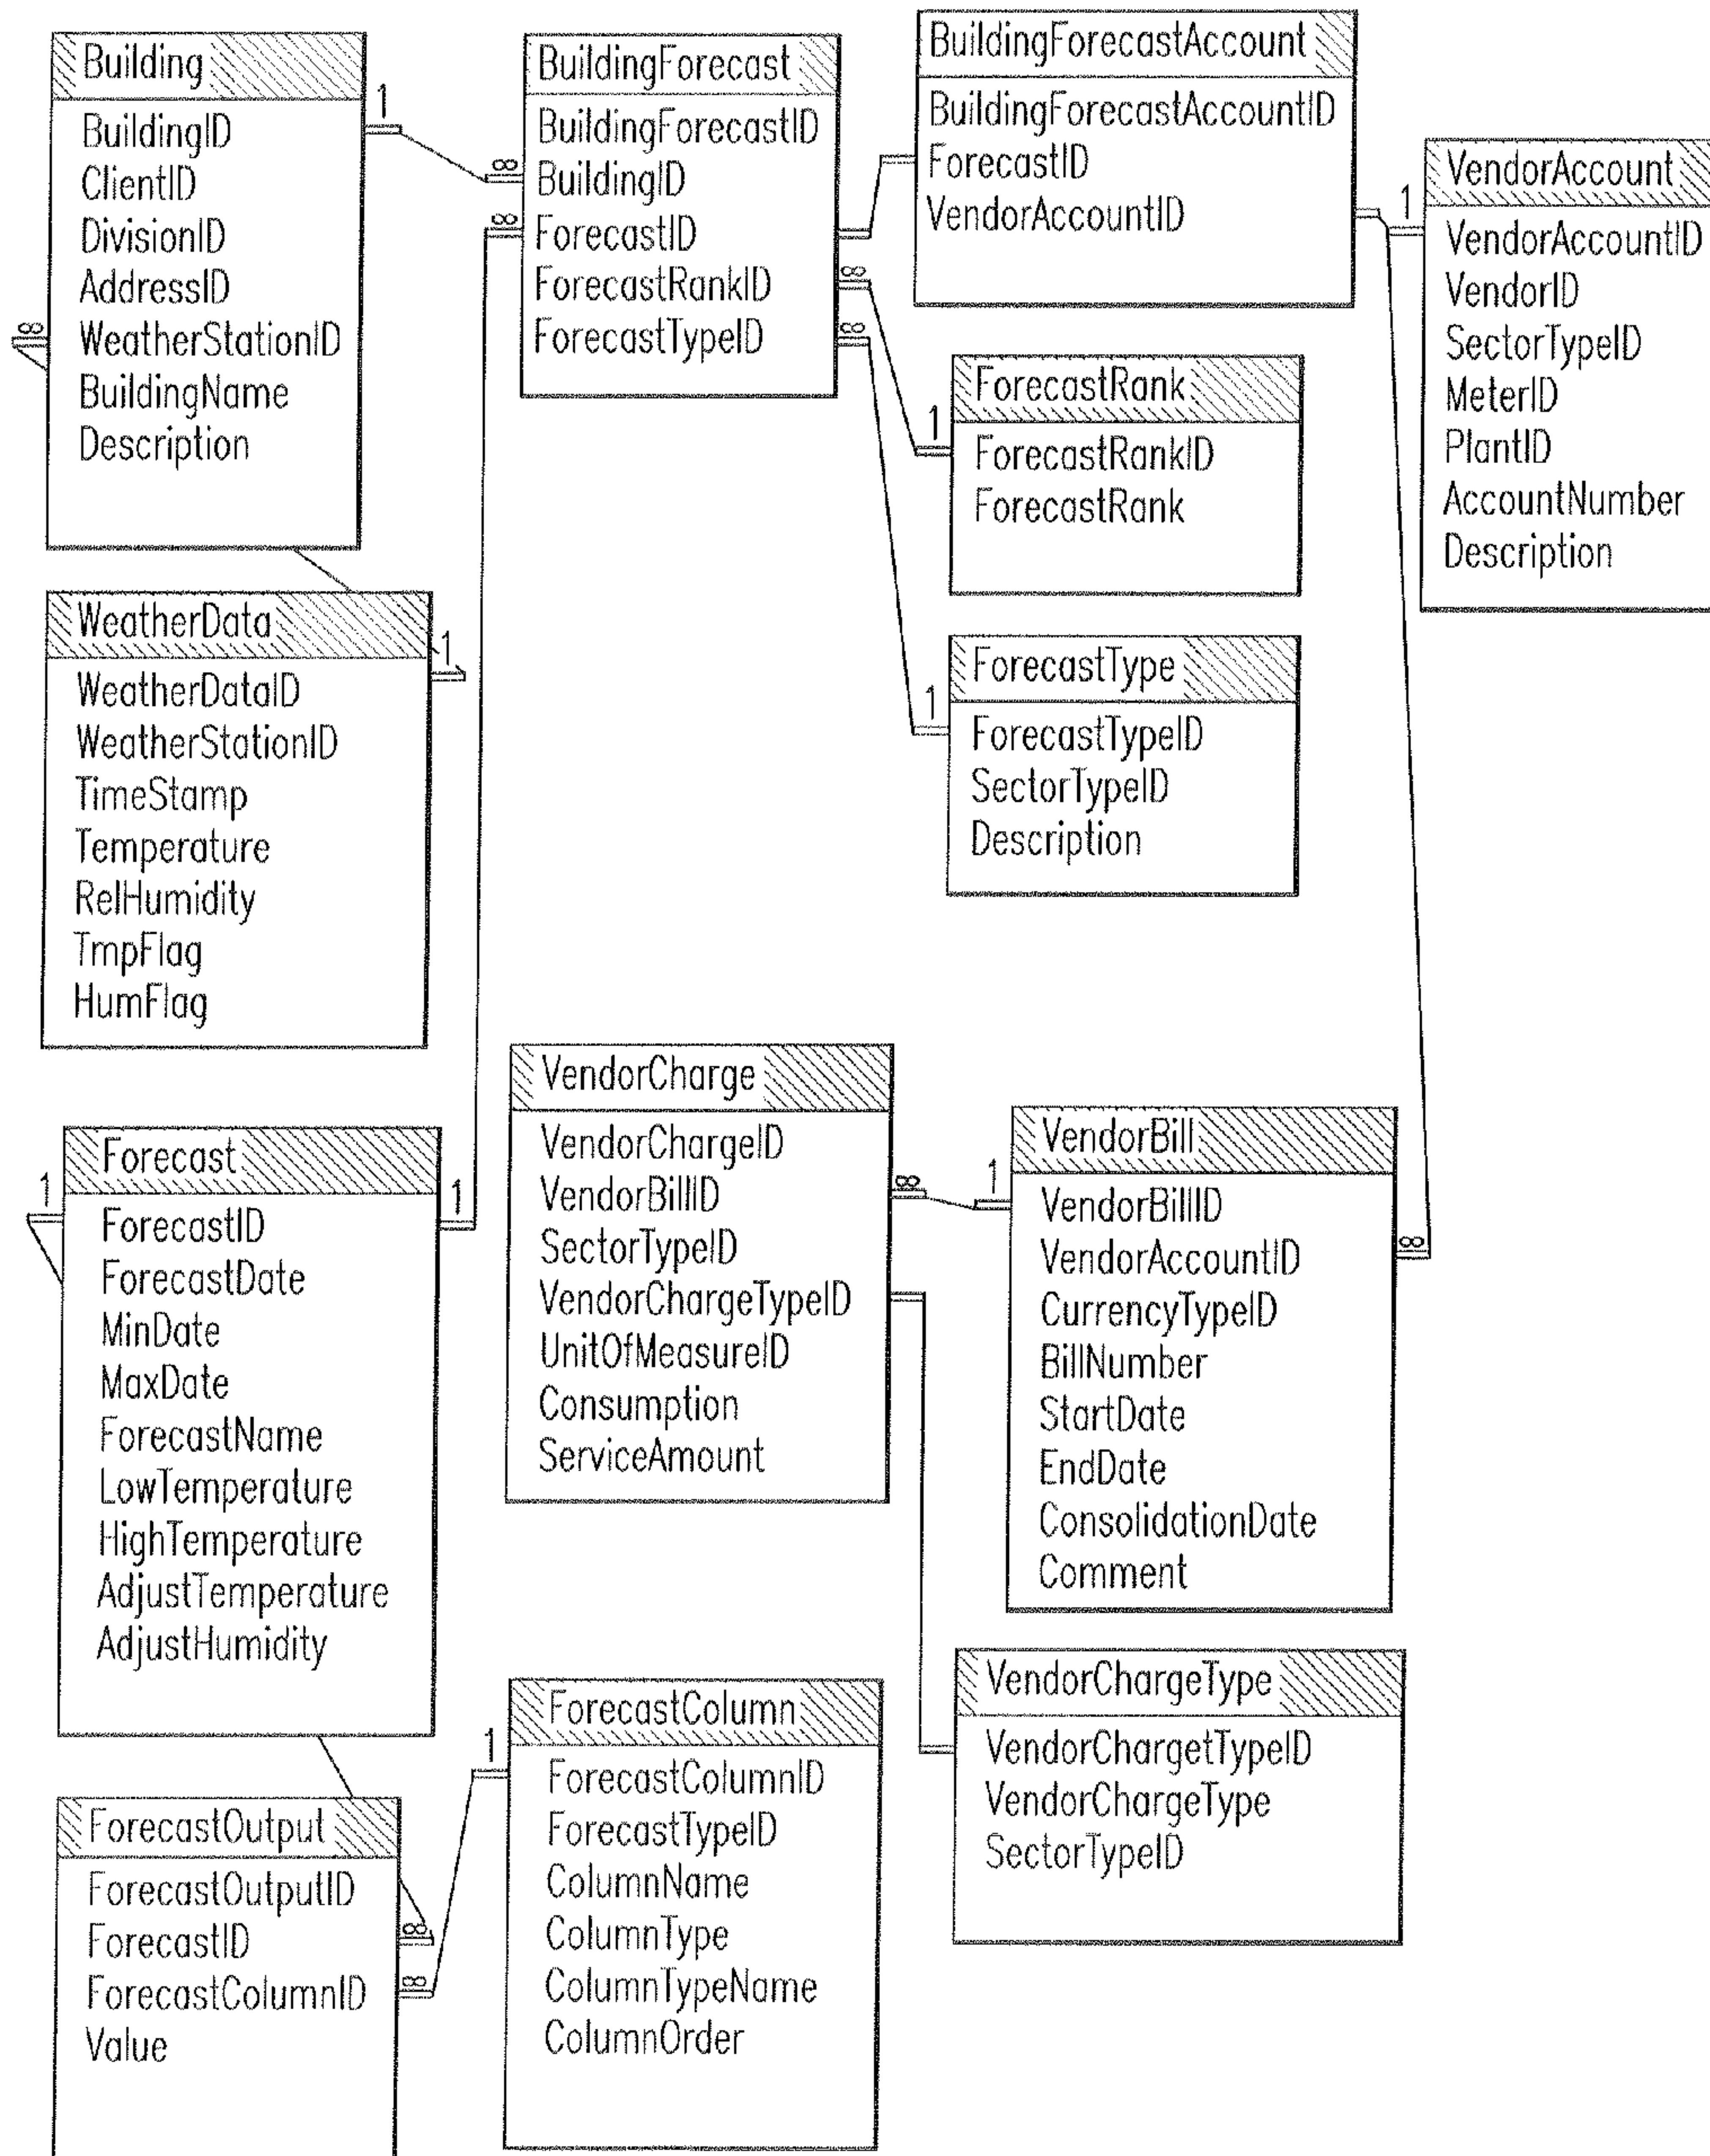 Building
BuildingID
ClientID
DivisionID
AddressID
WeatherStationID
BuildingName
Description
1
∞
BuildingForecast
BuildingForecastID
BuildingID
ForecastID
ForecastRankID
ForecastTypeID
∞
∞
∞
∞
BuildingForecastAccount
BuildingForecastAccountID
ForecastID
VendorAccountID
VendorAccount
VendorAccountID
VendorID
SectorTypeID
MeterID
PlantID
AccountNumber
Description
1
ForecastRank
ForecastRankID
ForecastRank
1
WeatherData
WeatherDataID
WeatherStationID
TimeStamp
Temperature
RelHumidity
TmpFlag
HumFlag
1
ForecastType
ForecastTypeID
SectorTypeID
Description
1
Forecast
ForecastID
ForecastDate
MinDate
MaxDate
ForecastName
LowTemperature
HighTemperature
AdjustTemperature
AdjustHumidity
1
1
VendorCharge
VendorChargeID
VendorBillID
SectorTypeID
VendorChargeTypeID
UnitOfMeasureID
Consumption
ServiceAmount
∞
VendorBill
VendorBillID
VendorAccountID
CurrencyTypeID
BillNumber
StartDate
EndDate
ConsolidationDate
Comment
1
∞
ForecastOutput
ForecastOutputID
ForecastID
ForecastColumnID
Value
∞
∞
ForecastColumn
ForecastColumnID
ForecastTypeID
ColumnName
ColumnType
ColumnTypeName
ColumnOrder
1
VendorChargeType
VendorChargetTypeID
VendorChargeType
SectorTypeID